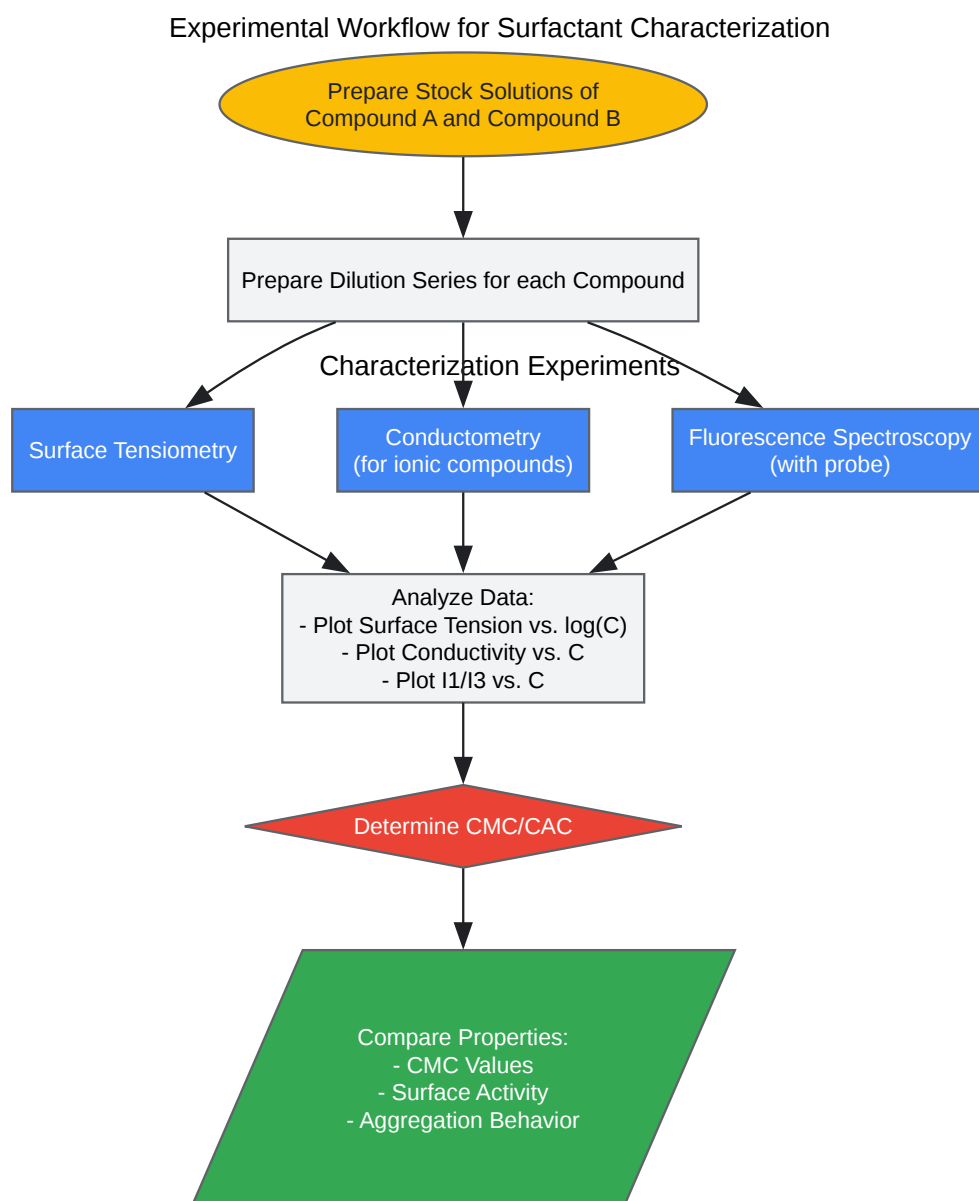 Experimental Workflow for Surfactant Characterization
Prepare Stock Solutions of
Compound A and Compound B
Prepare Dilution Series for each Compound
Characterization Experiments
Surface Tensiometry
Conductometry
(for ionic compounds)
Fluorescence Spectroscopy
(with probe)
Analyze Data:
- Plot Surface Tension vs. log(C)
- Plot Conductivity vs. C
- Plot I1/I3 vs. C
Determine CMC/CAC
Compare Properties:
- CMC Values
- Surface Activity
- Aggregation Behavior